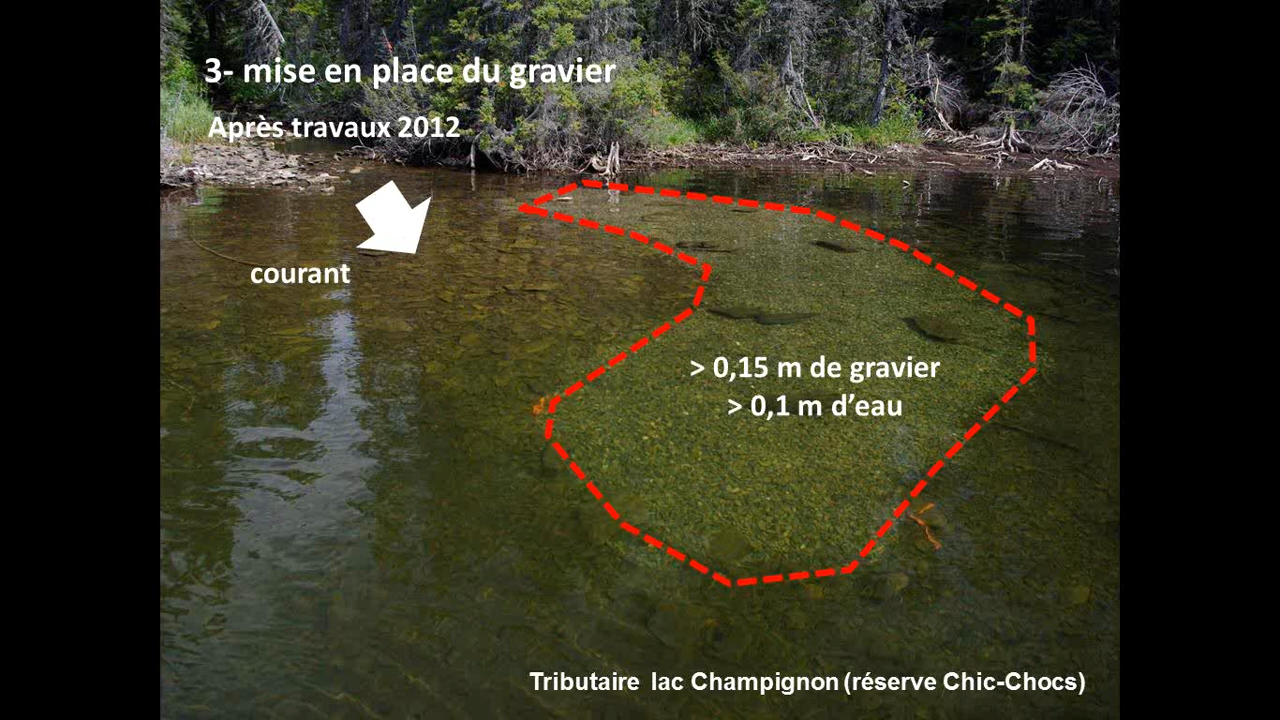 3- mise en place du gravier
Après travaux 2012
courant
> 0,15 m de gravier
> 0,1 m d’eau
Tributaire lac Champignon (réserve Chic-Chocs)